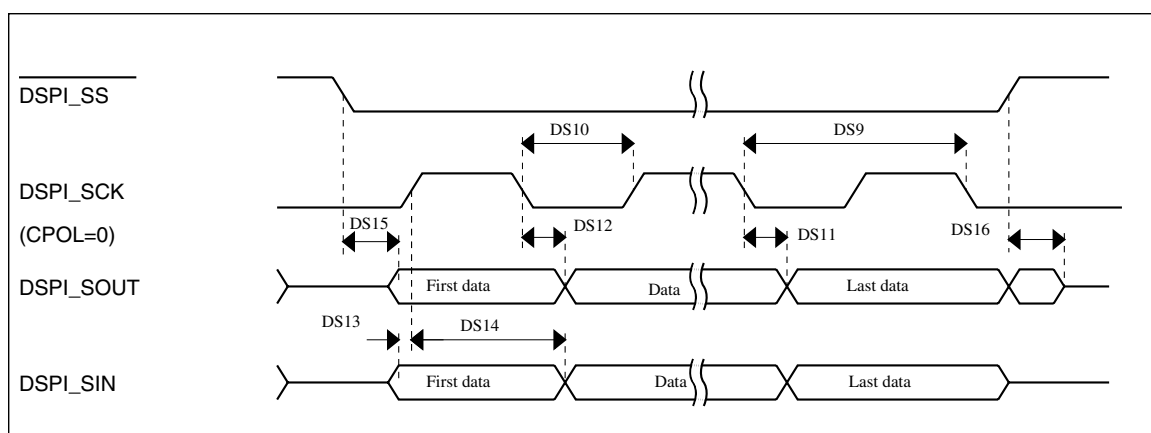 DSPI_SS
DS10
DS9
DSPI_SCK
DS15
DS12
DS11
DS16
(CPOL=0)
DSPI_SOUT
First data
Data
Last data
DS13
DS14
DSPI_SIN
First data
Data
Last data